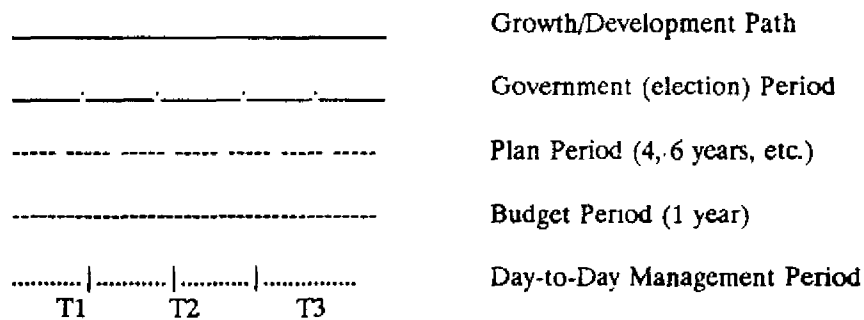 Growth/Development Path
Government (election) Period
Plan Period (4, 6 years, etc.)
Budget Period (1 year)
Day-to-Day Management Period
T1 T2 T3